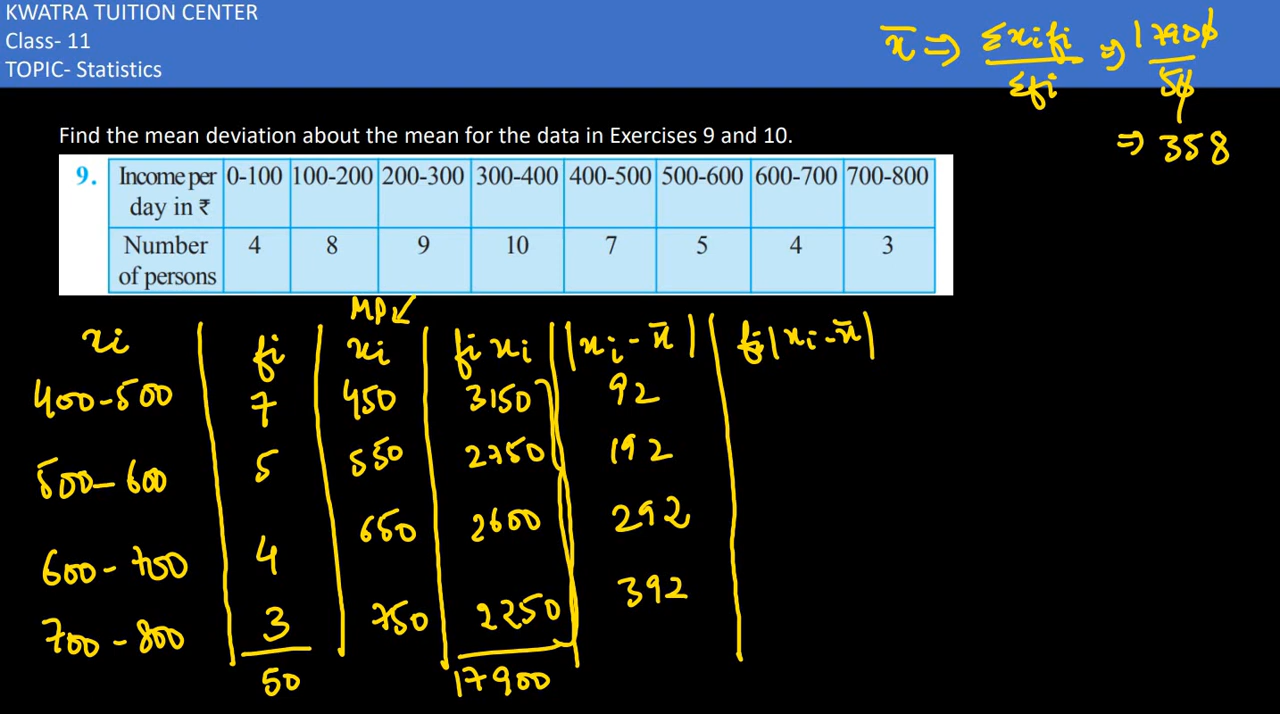 KWATRA TUITION CENTER
Class- 11
TOPIC- Statistics
x̄ ⇒ Σxifi / Σfi ⇒ 17900 / 50
⇒ 358
Find the mean deviation about the mean for the data in Exercises 9 and 10.
9. Income per day in ₹ 0-100 100-200 200-300 300-400 400-500 500-600 600-700 700-800
Number of persons 4 8 9 10 7 5 4 3
MP↙
xi fi xi fi xi |xi - x̄| fi|xi - x̄|
400-500 7 450 3150 92
500-600 5 550 2750 192
600-700 4 650 2600 292
700-800 3 750 2250 392
50 17900